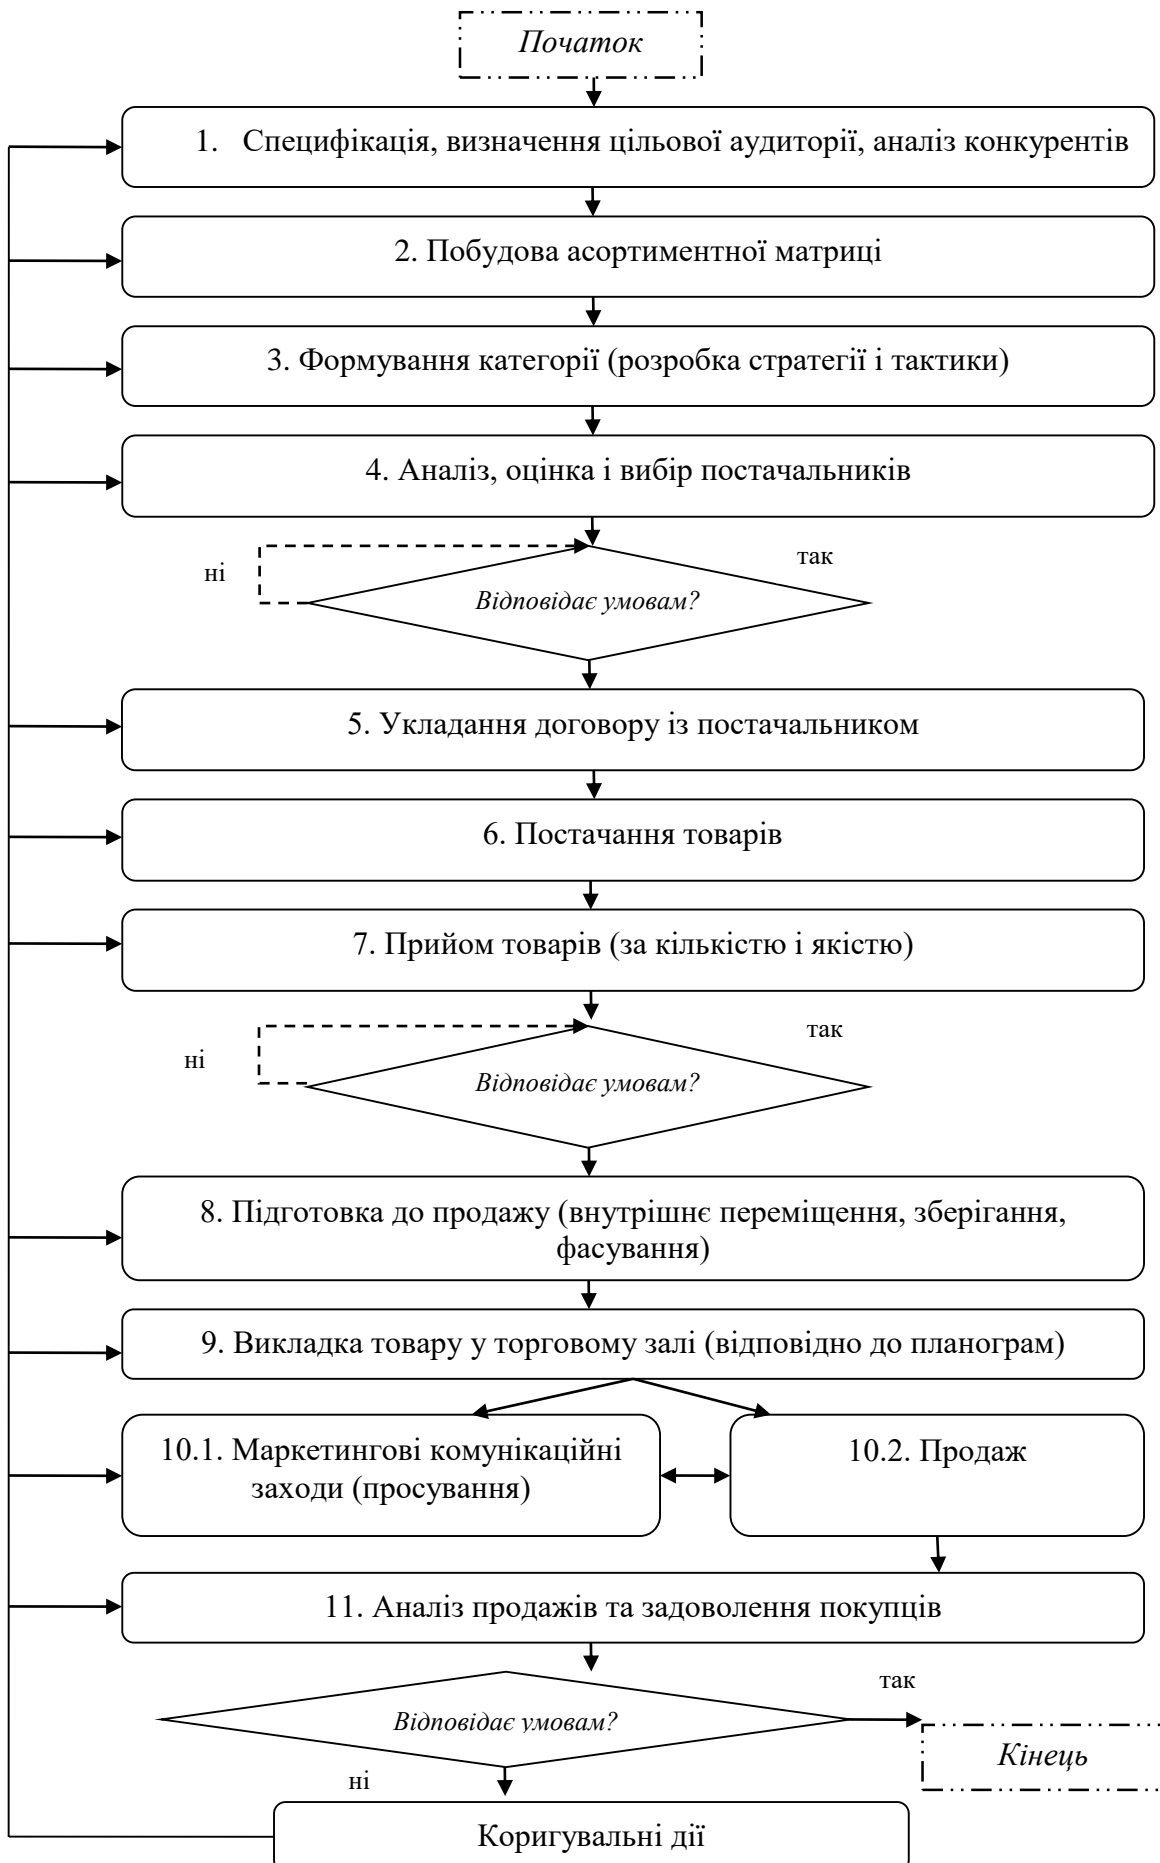 Початок
1. Специфікація, визначення цільової аудиторії, аналіз конкурентів
2. Побудова асортиментної матриці
3. Формування категорії (розробка стратегії і тактики)
4. Аналіз, оцінка і вибір постачальників
так
ні
Відповідає умовам?
5. Укладання договору із постачальником
6. Постачання товарів
7. Прийом товарів (за кількістю і якістю)
так
ні
Відповідає умовам?
8. Підготовка до продажу (внутрішнє переміщення, зберігання,
фасування)
9. Викладка товару у торговому залі (відповідно до планограм)
10.1. Маркетингові комунікаційні
заходи (просування)
10.2. Продаж
11. Аналіз продажів та задоволення покупців
так
Відповідає умовам?
Кінець
ні
Коригувальні дії